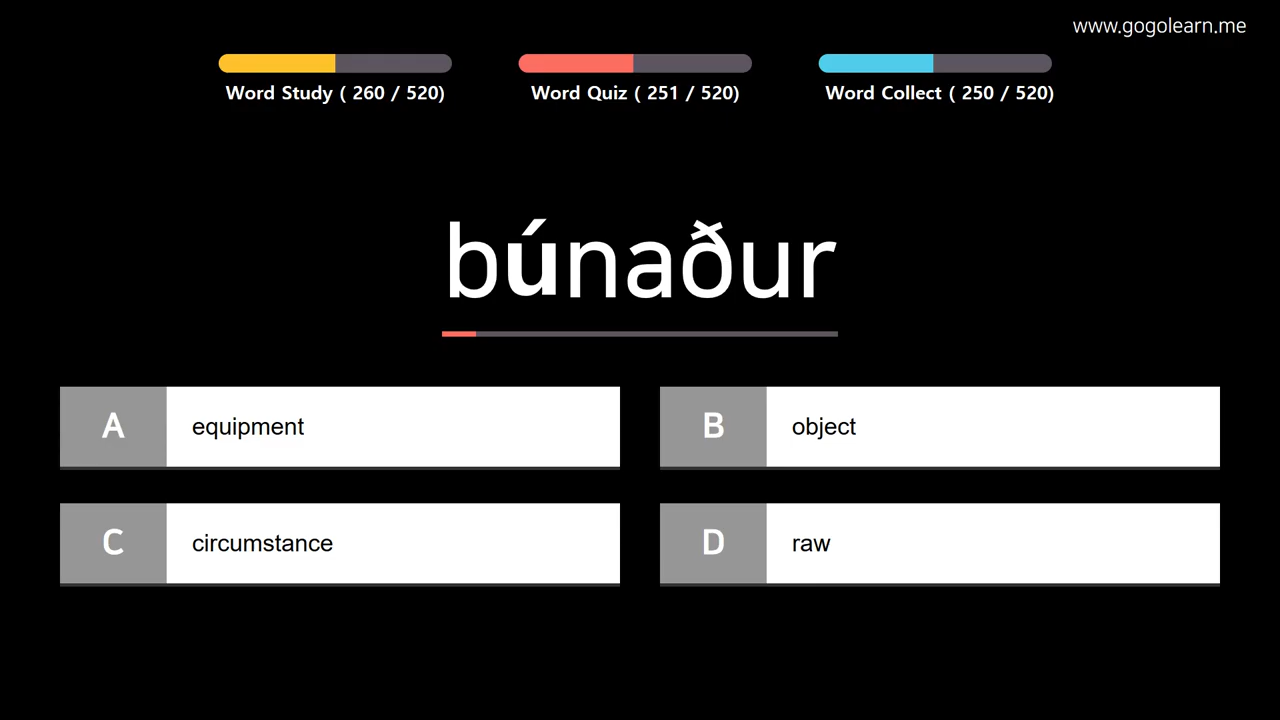 www.gogolearn.me
Word Study ( 260 / 520)
Word Quiz ( 251 / 520)
Word Collect ( 250 / 520)
búnaður
A equipment
B object
C circumstance
D raw